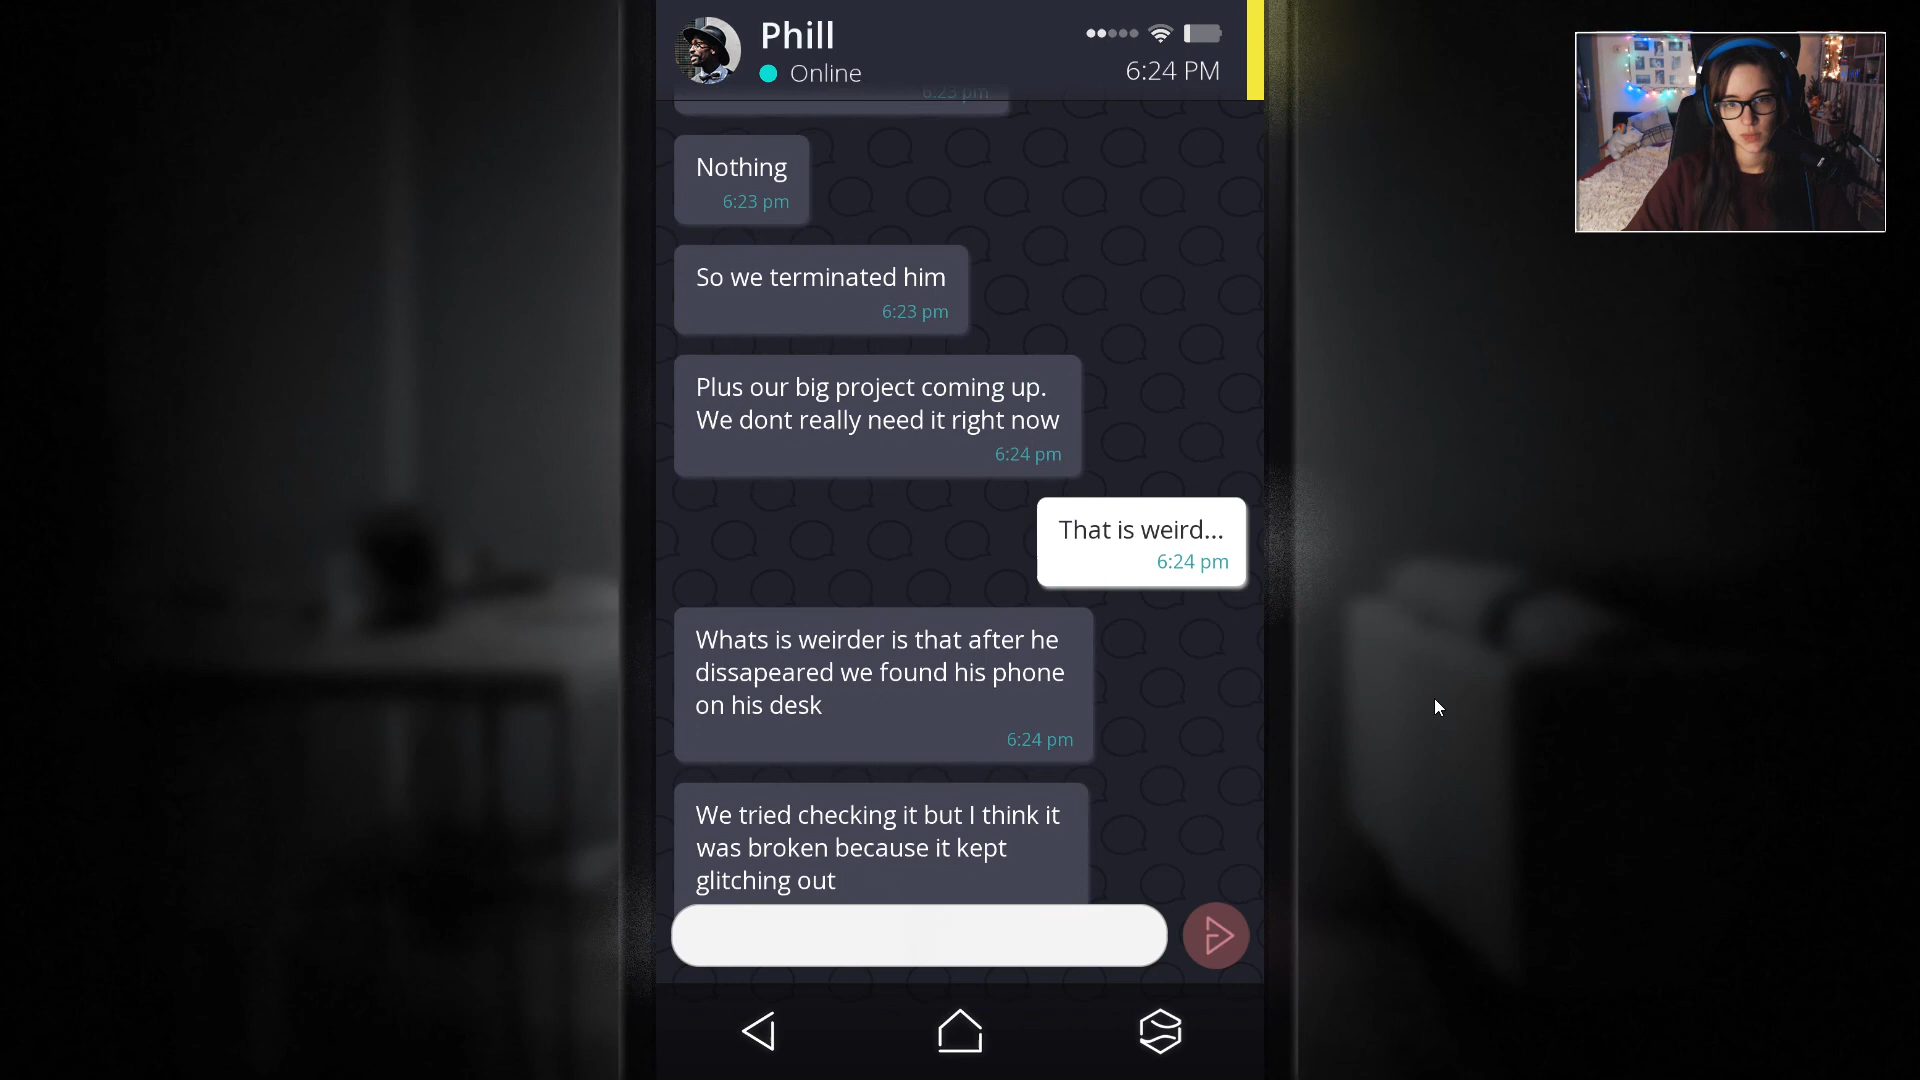 Phill
Online
6:24 PM
6:23 pm
Nothing
6:23 pm
So we terminated him
6:23 pm
Plus our big project coming up.
We dont really need it right now
6:24 pm
That is weird...
6:24 pm
Whats is weirder is that after he
dissapeared we found his phone
on his desk
6:24 pm
We tried checking it but I think it
was broken because it kept
glitching out